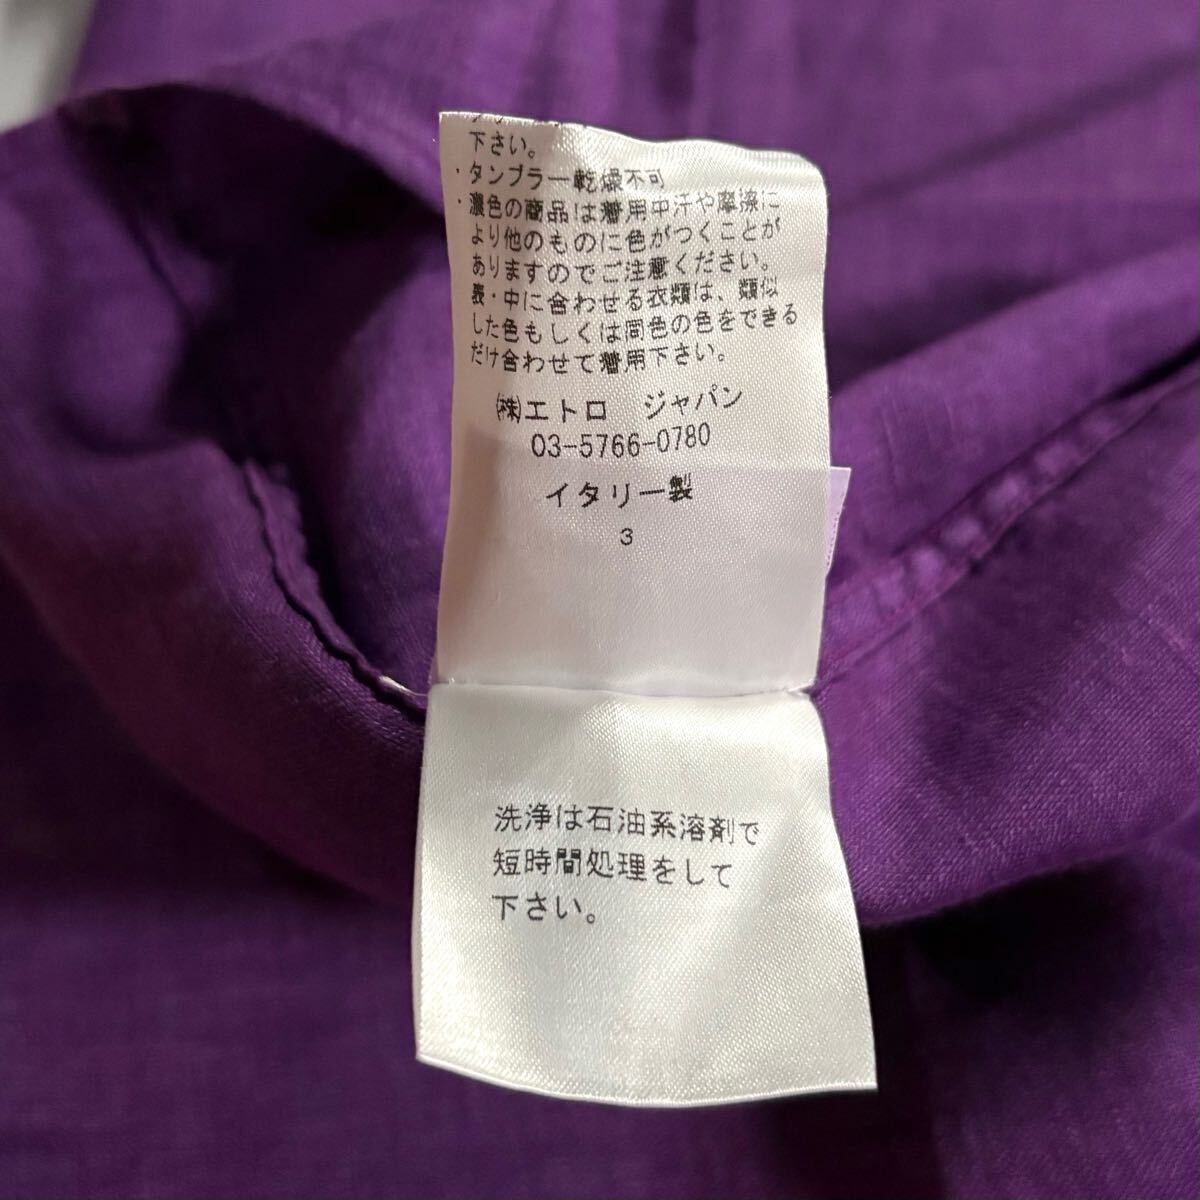 下さい。
・タンブラー乾燥不可
・濃色の商品は着用中汗や摩擦に
より他のものに色がつくことが
ありますのでご注意ください。
表・中に合わせる衣類は、類似
した色もしくは同色の色をできる
だけ合わせて着用下さい。
㈱エトロ ジャパン
03-5766-0780
イタリー製
3
洗浄は石油系溶剤で
短時間処理をして
下さい。